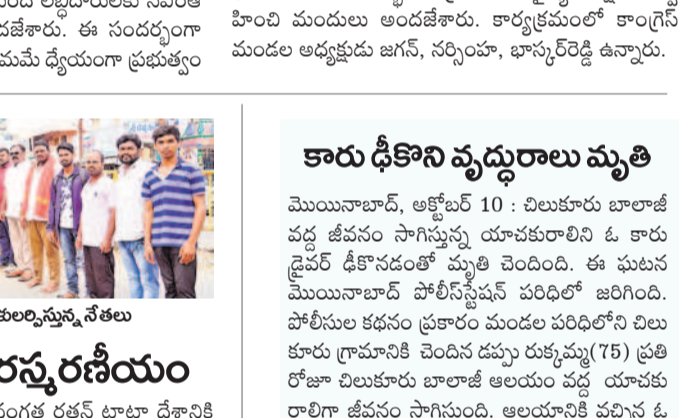 దజేశారు. ఈ సందర్భంగా
మమే ధ్యేయంగా ప్రభుత్వం
హించి మందులు అందజేశారు. కార్యక్రమంలో కాంగ్రెస్
మండల అధ్యక్షుడు జగన్, నర్సింహ, భాస్కర్‌రెడ్డి ఉన్నారు.
కులర్పిస్తున్న నేతలు
రస్మరణీయం
సంగత రతన్ టాటా దేశానికి
కారు ఢీకొని వృద్ధురాలు మృతి
మొయినాబాద్, అక్టోబర్ 10 : చిలుకూరు బాలాజీ
వద్ద జీవనం సాగిస్తున్న యాచకురాలిని ఓ కారు
డ్రైవర్ ఢీకొనడంతో మృతి చెందింది. ఈ ఘటన
మొయినాబాద్ పోలీస్‌స్టేషన్ పరిధిలో జరిగింది.
పోలీసుల కథనం ప్రకారం మండల పరిధిలోని చిలు
కూరు గ్రామానికి చెందిన డప్పు రుక్కమ్మ(75) ప్రతి
రోజూ చిలుకూరు బాలాజీ ఆలయం వద్ద యాచకు
రాలిగా జీవనం సాగిస్తుంది. ఆలయానికి వచ్చిన ఓ